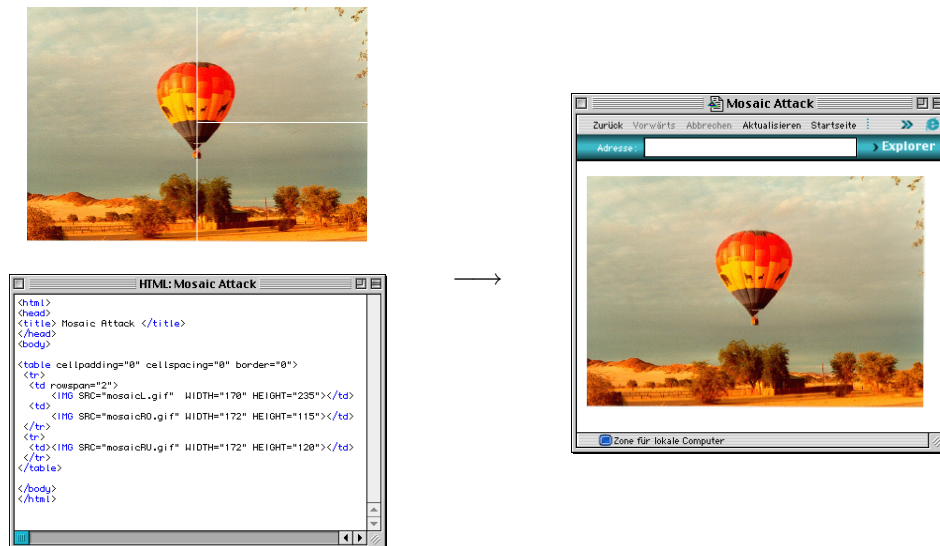 HTML: Mosaic Attack
<html>
<head>
<title> Mosaic Attack </title>
</head>
<body>
<table cellpadding="0" cellspacing="0" border="0">
<tr>
<td rowspan="2">
<IMG SRC="mosaicL.gif" WIDTH="170" HEIGHT="235"></td>
<td>
<IMG SRC="mosaicRO.gif" WIDTH="172" HEIGHT="115"></td>
</tr>
<tr>
<td><IMG SRC="mosaicRU.gif" WIDTH="172" HEIGHT="120"></td>
</tr>
</table>
</body>
</html>
Mosaic Attack
Zurück Vorwärts Abbrechen Aktualisieren Startseite
Adresse: Explorer
Zone für lokale Computer